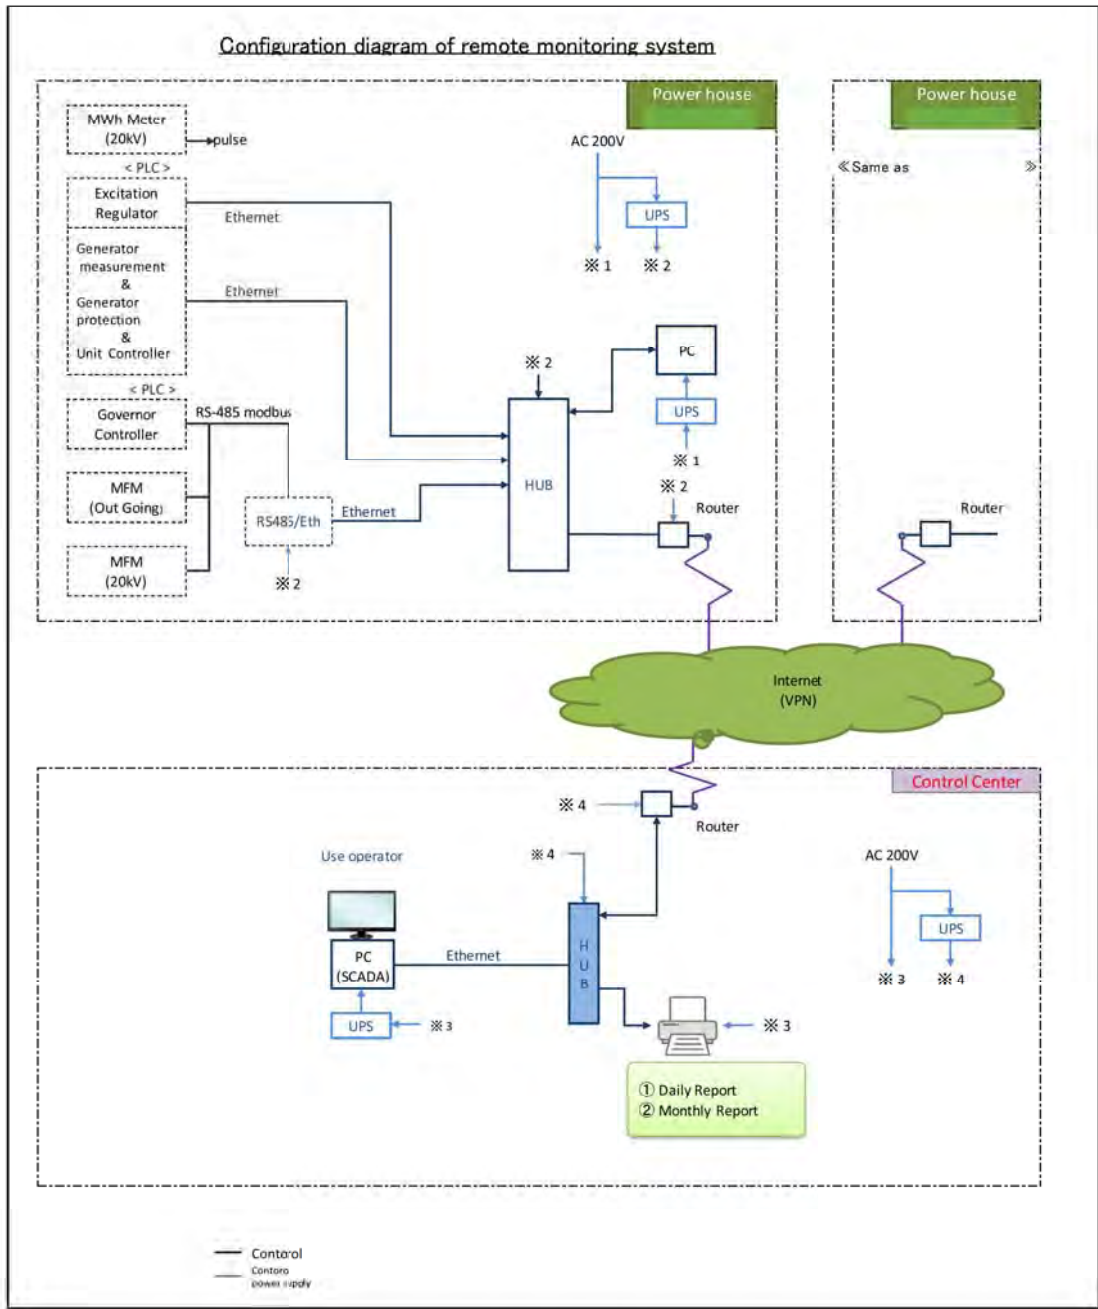 Configuration diagram of remote monitoring system
Power house
Power house
MWh Meter
(20kV)
pulse
AC 200V
< PLC >
≪Same as ≫
Excitation
Regulator
Ethernet
UPS
Generator
measurement
&
Generator
protection
&
Unit Controller
Ethernet
※1
※2
PC
※2
< PLC >
Governor
Controller
RS-485 modbus
UPS
※1
※2
MFM
(Out Going)
HUB
RS485/Eth
Ethernet
Router
Router
MFM
(20kV)
※2
Internet
(VPN)
Control Center
※4
Router
Use operator
※4
AC 200V
UPS
HUB
PC
(SCADA)
Ethernet
※3
※4
UPS
※3
※3
① Daily Report
② Monthly Report
Contorol
Contoro
power supply